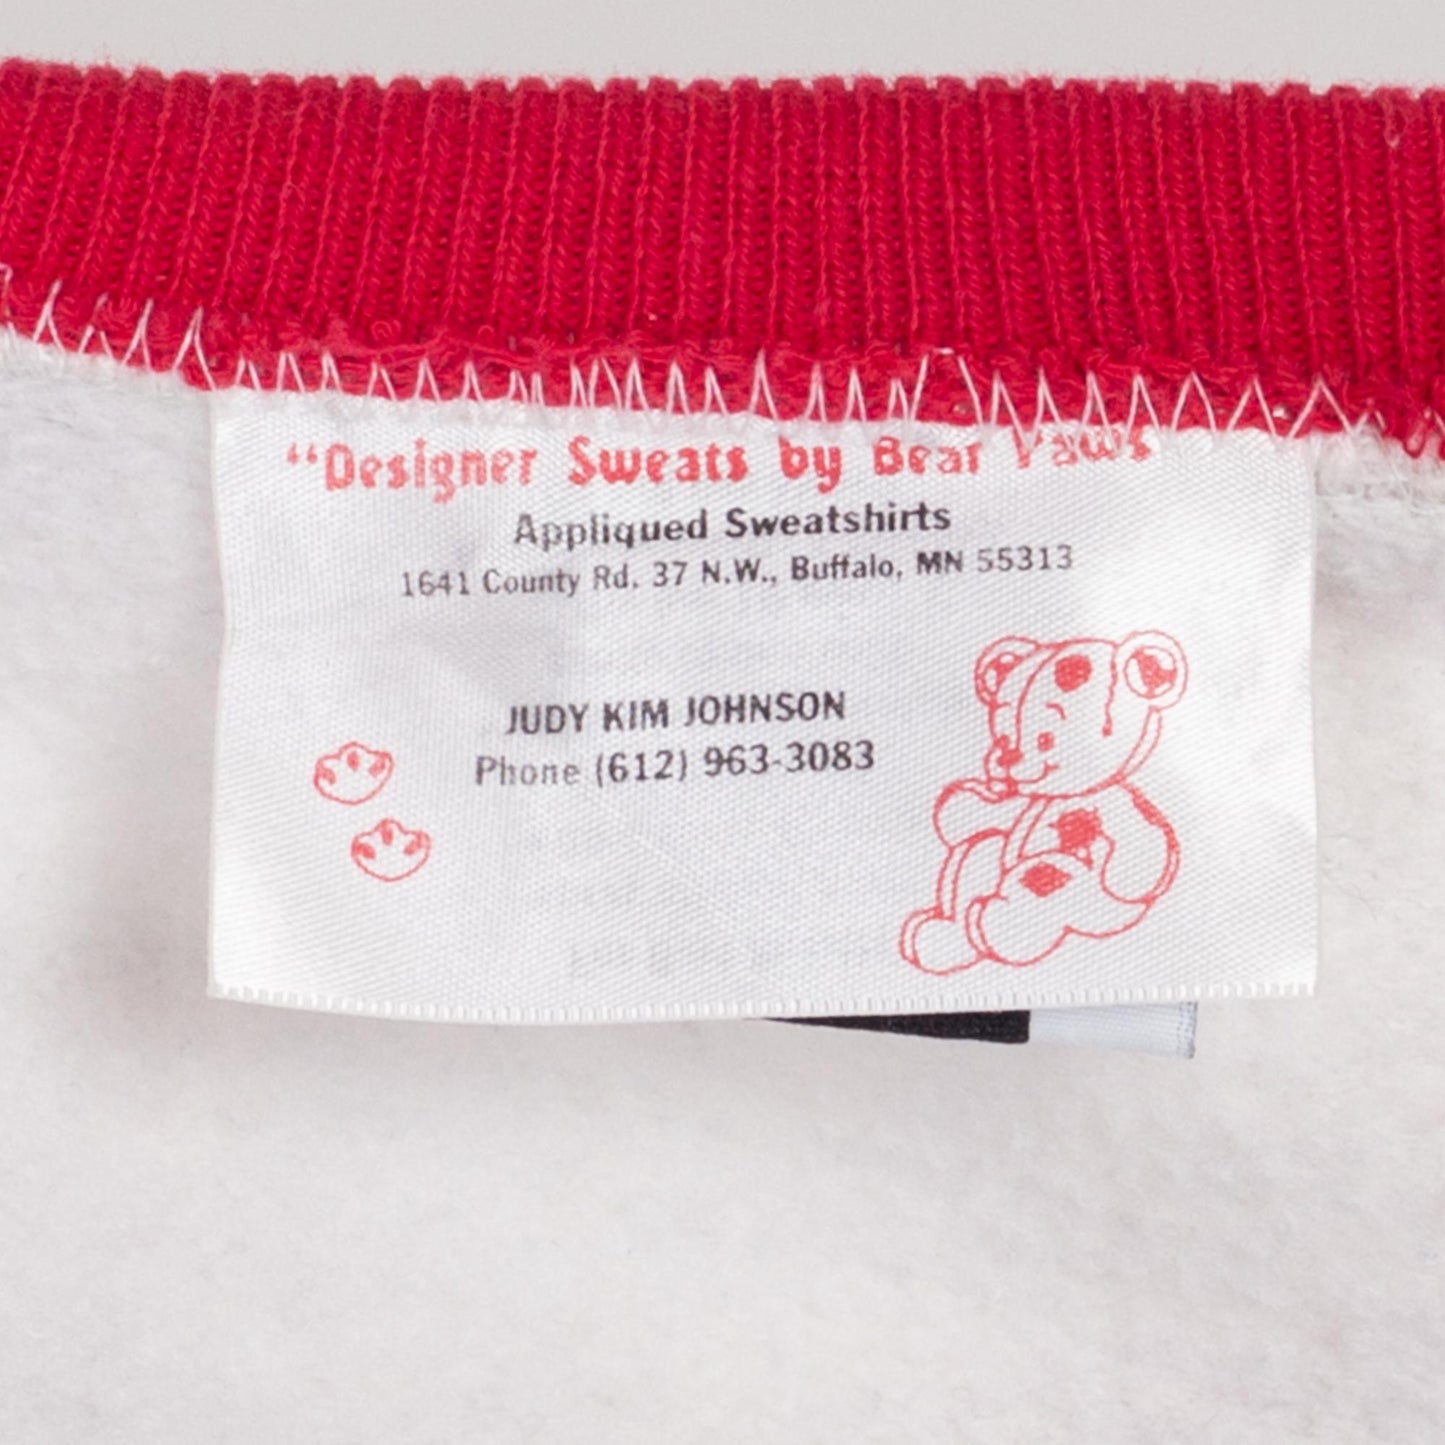 “Designer Sweats by Bear Paws
Appliqued Sweatshirts
1641 County Rd. 37 N.W., Buffalo, MN 55313
JUDY KIM JOHNSON
Phone (612) 963-3083